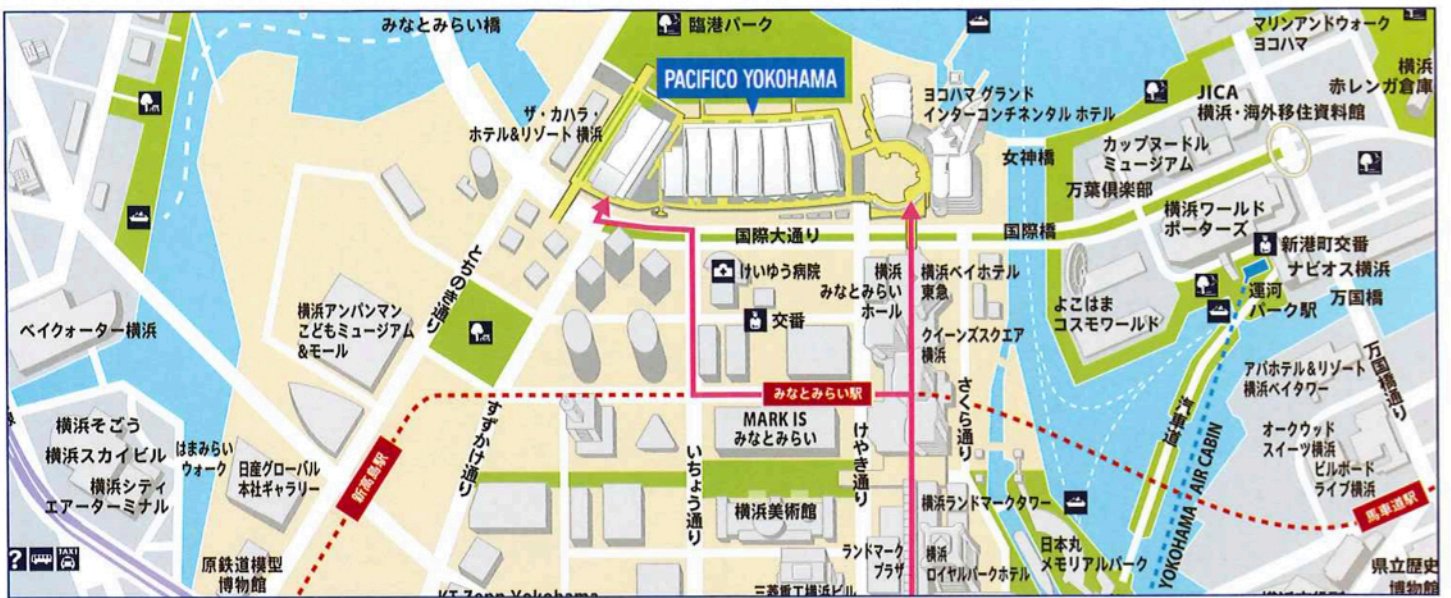 みなとみらい橋
臨港パーク
PACIFICO YOKOHAMA
ザ・カハラ・
ホテル&リゾート 横浜
ヨコハマ グランド
インターコンチネンタル ホテル
マリンアンドウォーク
ヨコハマ
横浜
赤レンガ倉庫
JICA
横浜・海外移住資料館
カップヌードル
ミュージアム
女神橋
万葉倶楽部
横浜ワールド
ポーターズ
国際大通り
国際橋
新港町交番
ナビオス横浜
運河
パーク駅
万国橋
けいゆう病院
横浜
みなとみらい
ホール
横浜ベイホテル
東急
とちのき通り
横浜アンパンマン
こどもミュージアム
&モール
交番
クイーンズスクエア
横浜
よこはま
コスモワールド
ベイクォーター横浜
みなとみらい駅
さくら通り
汽車道
アパホテル&リゾート
横浜ベイタワー
万国橋通り
横浜そごう
横浜スカイビル
横浜シティ
エアーターミナル
はまみらい
ウォーク
日産グローバル
本社ギャラリー
新高島駅
すずかけ通り
MARK IS
みなとみらい
いちょう通り
けやき通り
オークウッド
スイーツ横浜
ビルボード
ライブ横浜
馬車道駅
横浜美術館
横浜ランドマークタワー
YOKOHAMA AIR CABIN
? TAXI
原鉄道模型
博物館
ランドマーク
プラザ
横浜
ロイヤルパークホテル
日本丸
メモリアルパーク
県立歴史
博物館
KT Zepp Yokohama
三菱重工横浜ビル